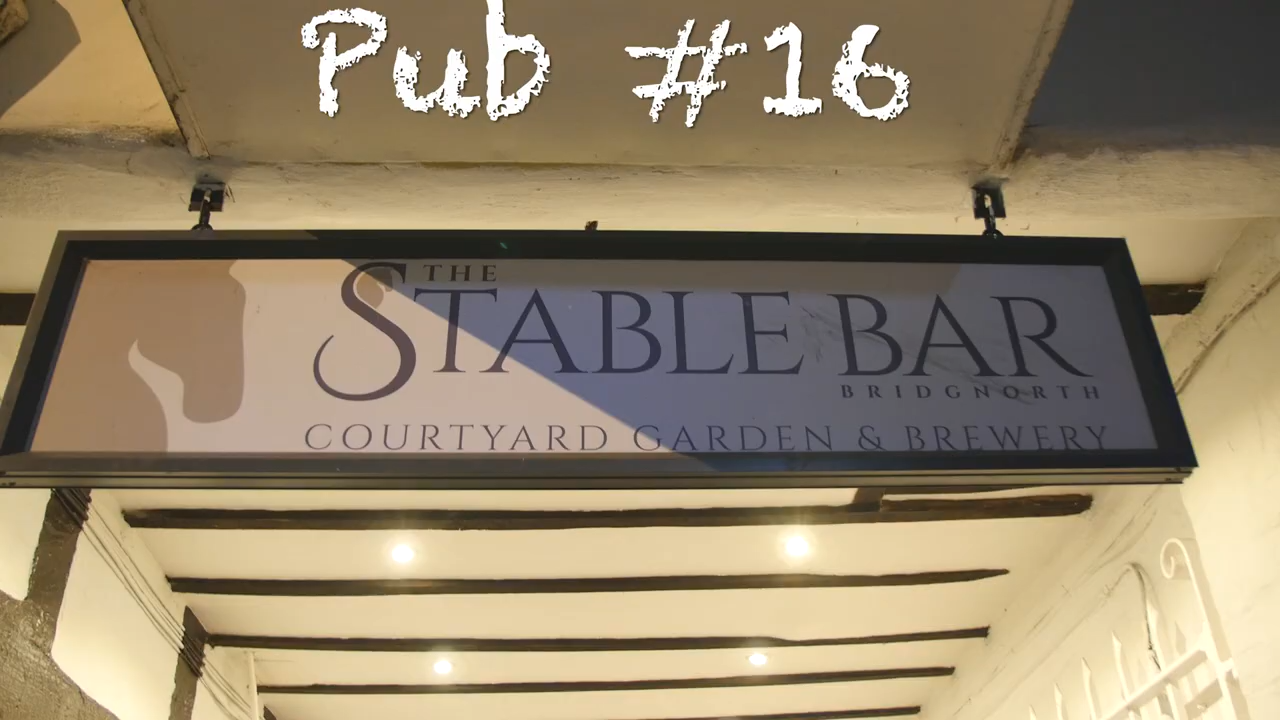 Pub #16
THE
STABLE BAR
BRIDGNORTH
COURTYARD GARDEN & BREWERY